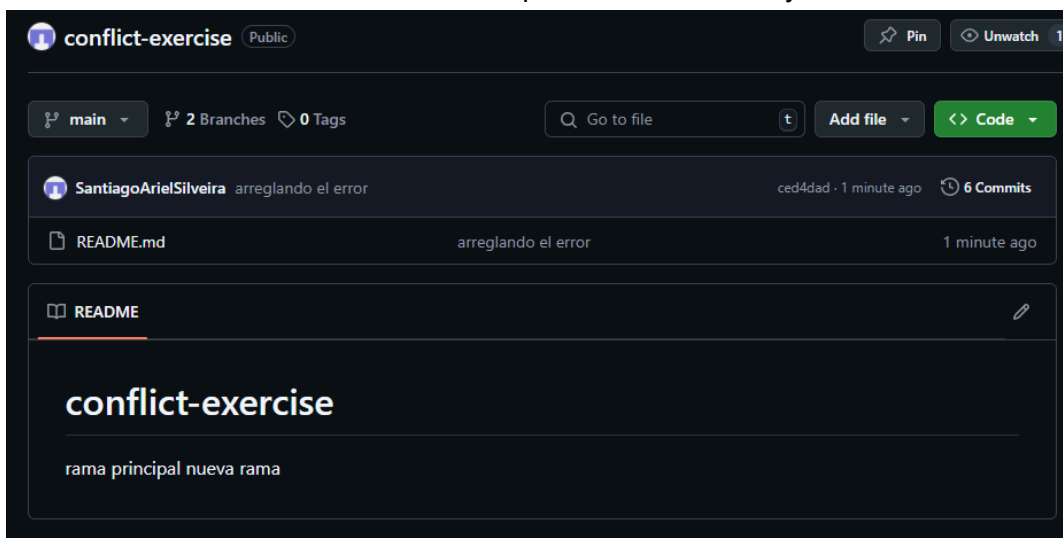 conflict-exercise Public Pin Unwatch 1
main 2 Branches 0 Tags Go to file t Add file <> Code
SantiagoArielSilveira arreglando el error ced4dad · 1 minute ago 6 Commits
README.md arreglando el error 1 minute ago
README
conflict-exercise
rama principal nueva rama